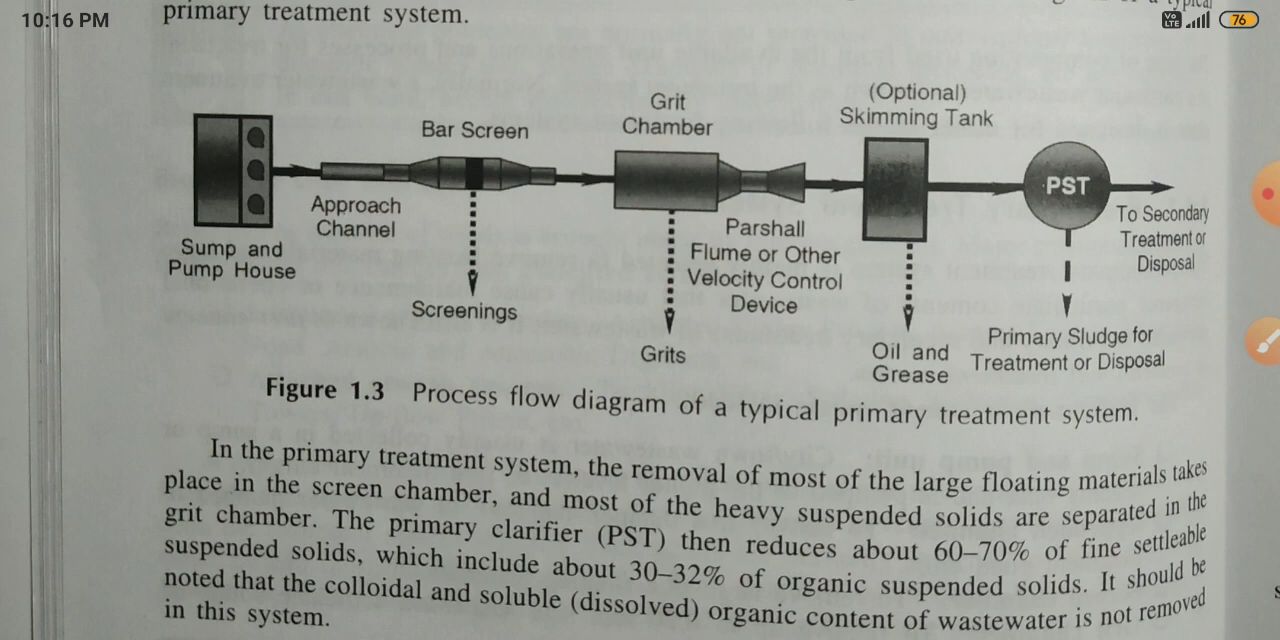 10:16 PM
primary treatment system.
Vo
LTE
76
(Optional)
Skimming Tank
Grit
Chamber
Bar Screen
PST
Approach
Channel
Sump and
Pump House
Screenings
Parshall
Flume or Other
Velocity Control
Device
Grits
To Secondary
Treatment or
Disposal
Oil and
Grease
Primary Sludge for
Treatment or Disposal
Figure 1.3 Process flow diagram of a typical primary treatment system.
In the primary treatment system, the removal of most of the large floating materials takes
place in the screen chamber, and most of the heavy suspended solids are separated in the
grit chamber. The primary clarifier (PST) then reduces about 60–70% of fine settleable
suspended solids, which include about 30–32% of organic suspended solids. It should be
noted that the colloidal and soluble (dissolved) organic content of wastewater is not removed
in this system.